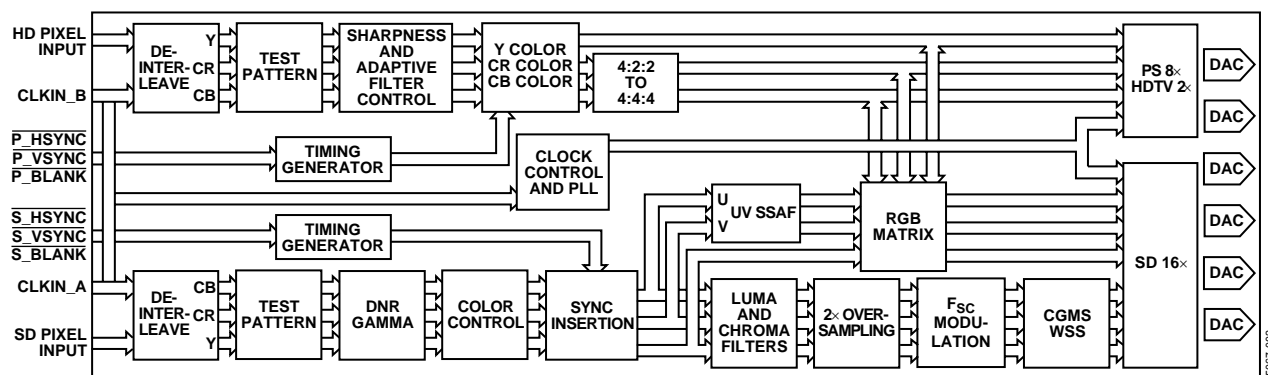 HD PIXEL
INPUT
CLKIN_B
P_HSYNC
P_VSYNC
P_BLANK
S_HSYNC
S_VSYNC
S_BLANK
CLKIN_A
SD PIXEL
INPUT
DE-
INTER-
LEAVE
Y
CR
CB
TEST
PATTERN
SHARPNESS
AND
ADAPTIVE
FILTER
CONTROL
Y COLOR
CR COLOR
CB COLOR
4:2:2
TO
4:4:4
PS 8×
HDTV 2×
TIMING
GENERATOR
CLOCK
CONTROL
AND PLL
TIMING
GENERATOR
U
V
UV SSAF
RGB
MATRIX
DE-
INTER-
LEAVE
CB
CR
Y
TEST
PATTERN
DNR
GAMMA
COLOR
CONTROL
SYNC
INSERTION
LUMA
AND
CHROMA
FILTERS
2× OVER-
SAMPLING
FSC
MODU-
LATION
CGMS
WSS
SD 16×
DAC
DAC
DAC
DAC
DAC
DAC